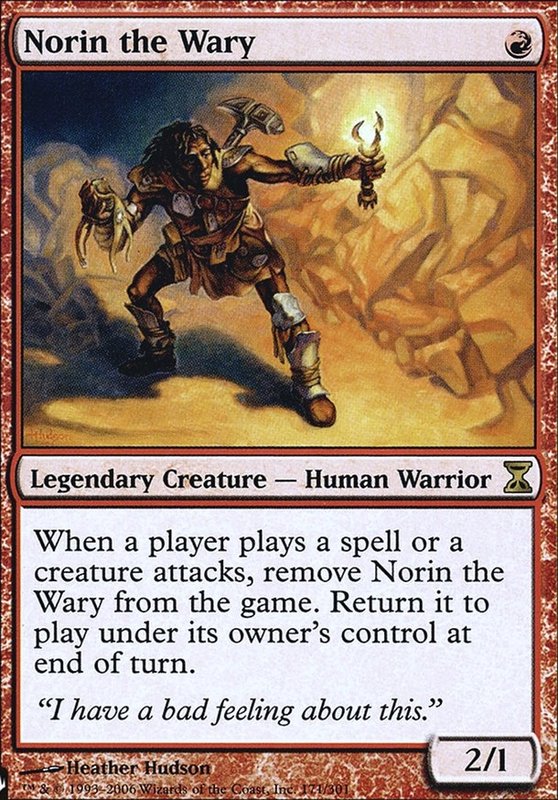 Norin the Wary
Hudson
Legendary Creature — Human Warrior
When a player plays a spell or a
creature attacks, remove Norin the
Wary from the game. Return it to
play under its owner's control at
end of turn.
"I have a bad feeling about this."
Heather Hudson
2/1
™ & © 1993–2006 Wizards of the Coast, Inc. 171/301